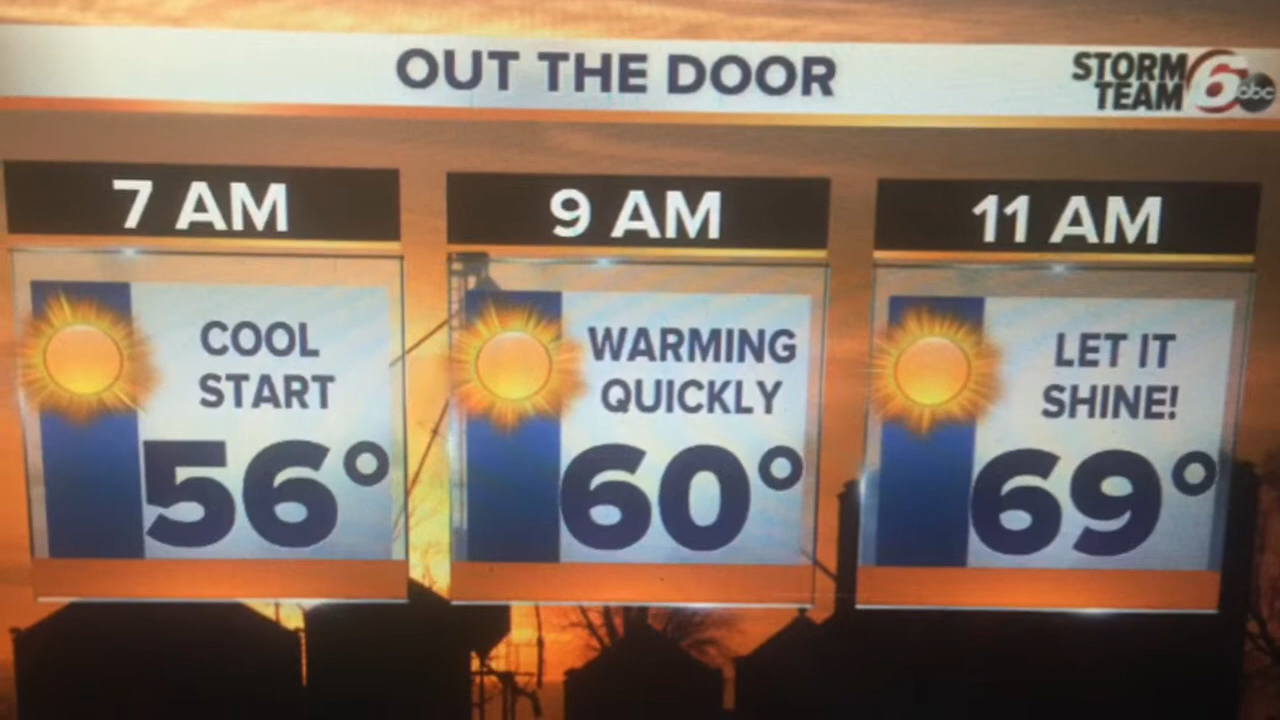 OUT THE DOOR
STORM
TEAM
6
abc
7 AM
COOL
START
56°
9 AM
WARMING
QUICKLY
60°
11 AM
LET IT
SHINE!
69°